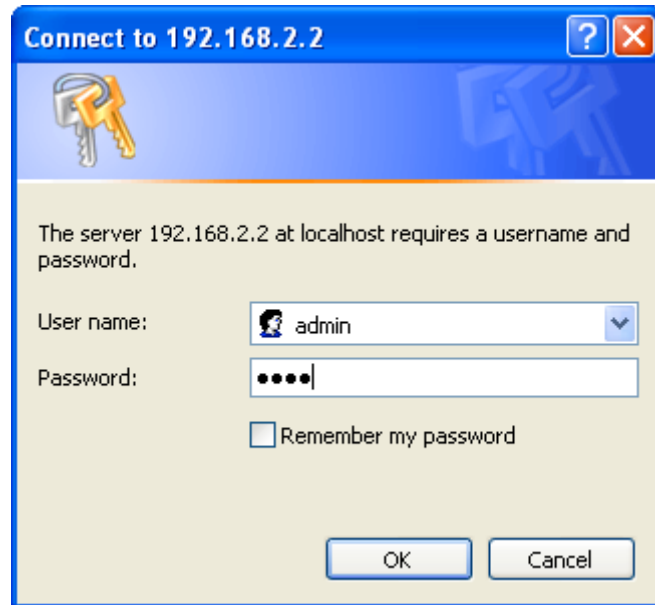 Connect to 192.168.2.2
?
The server 192.168.2.2 at localhost requires a username and
password.
User name:
admin
Password:
••••
Remember my password
OK
Cancel